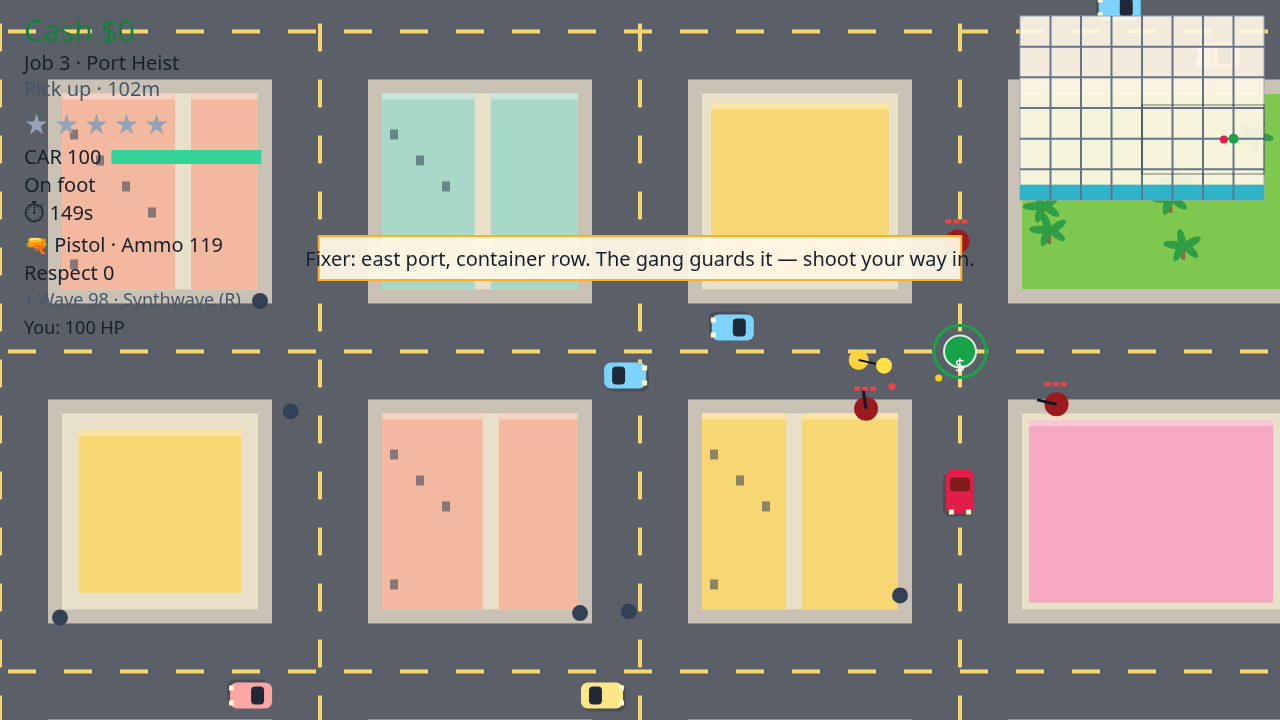 Cash $0
Job 3 · Port Heist
Pick up · 102m
★ ★ ★ ★ ★
CAR 100
On foot
⏱ 149s
🔫 Pistol · Ammo 119
Respect 0
♪ Wave 98 · Synthwave (R)
You: 100 HP
Fixer: east port, container row. The gang guards it — shoot your way in.
$